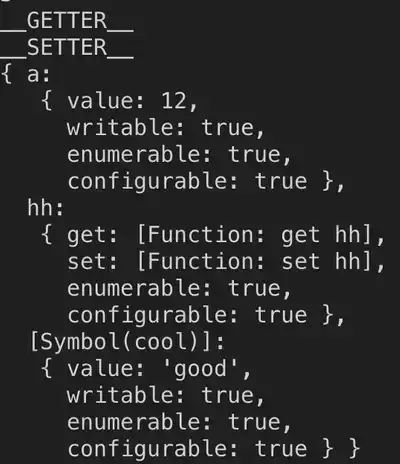 __GETTER__
__SETTER__
{ a:
   { value: 12,
     writable: true,
     enumerable: true,
     configurable: true },
  hh:
   { get: [Function: get hh],
     set: [Function: set hh],
     enumerable: true,
     configurable: true },
  [Symbol(cool)]:
   { value: 'good',
     writable: true,
     enumerable: true,
     configurable: true } }